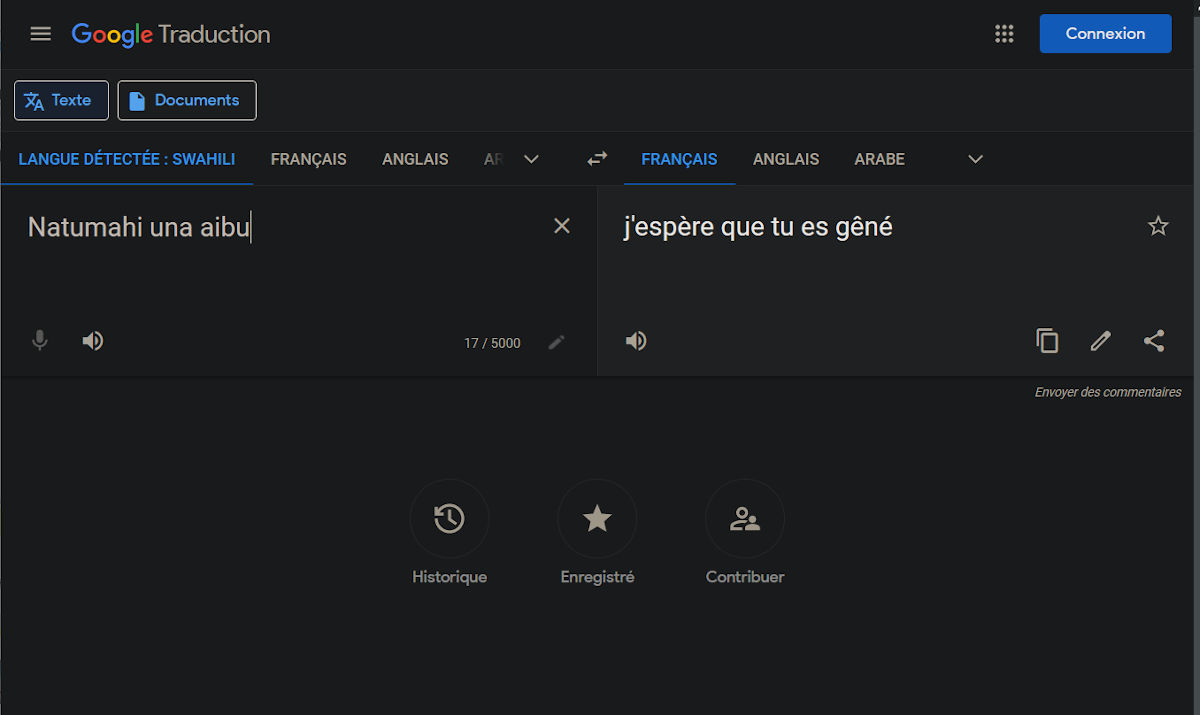 Google Traduction
Connexion
Texte
Documents
LANGUE DÉTECTÉE : SWAHILI
FRANÇAIS
ANGLAIS
AR
FRANÇAIS
ANGLAIS
ARABE
Natumahi una aibu
j'espère que tu es gêné
17 / 5000
Envoyer des commentaires
Historique
Enregistré
Contribuer